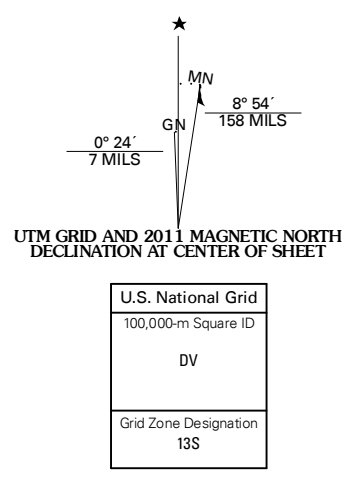 ★
MN
GN
8° 54´
158 MILS
0° 24´
7 MILS
UTM GRID AND 2011 MAGNETIC NORTH
DECLINATION AT CENTER OF SHEET
U.S. National Grid
100,000-m Square ID
DV
Grid Zone Designation
13S